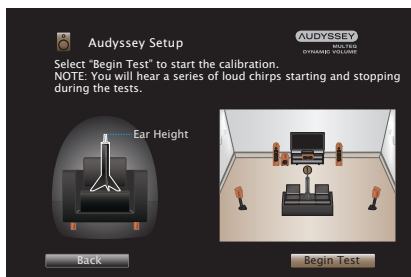 Audyssey Setup
AUDYSSEY
MULTEQ
DYNAMIC VOLUME
Select “Begin Test” to start the calibration.
NOTE: You will hear a series of loud chirps starting and stopping
during the tests.
Ear Height
Back
Begin Test